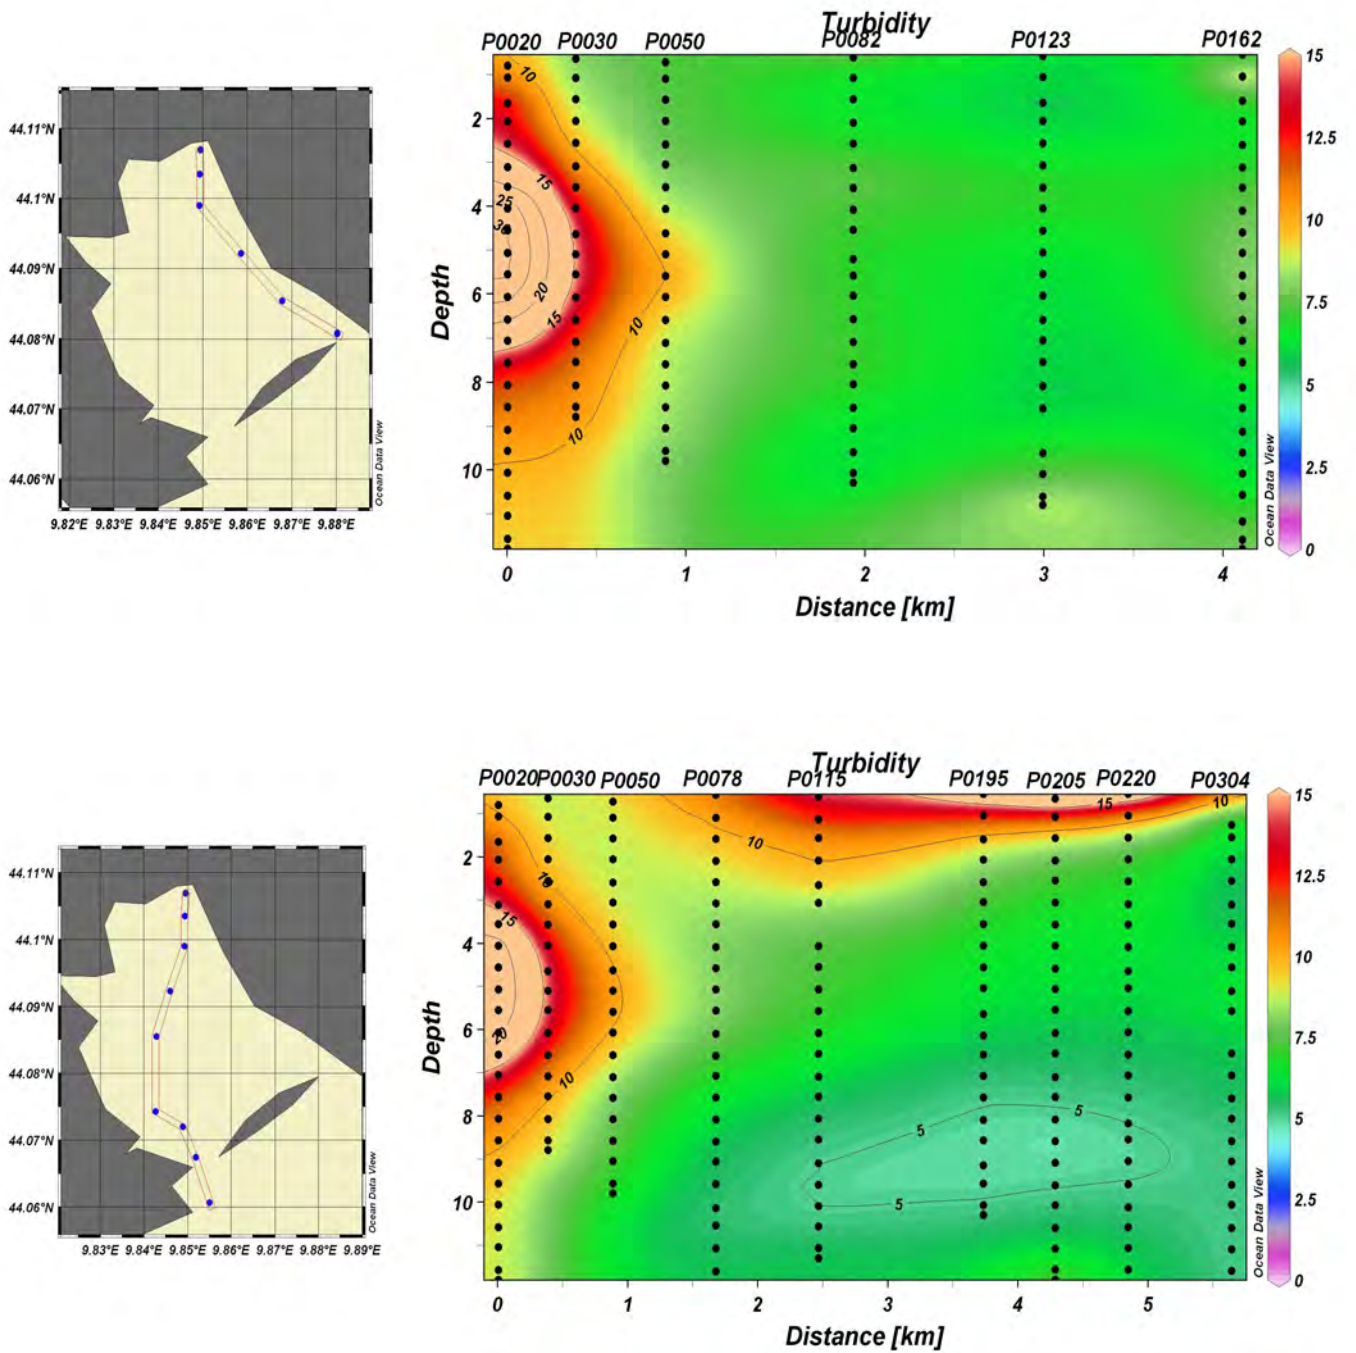 Turbidity
P0020 P0030 P0050 P0082 P0123 P0162
44.11°N
44.1°N
44.09°N
44.08°N
44.07°N
44.06°N
9.82°E 9.83°E 9.84°E 9.85°E 9.86°E 9.87°E 9.88°E
Ocean Data View
Depth
2
4
6
8
10
10
15
25
30
20
15
10
10
0 1 2 3 4
Distance [km]
Ocean Data View
15
12.5
10
7.5
5
2.5
0
Turbidity
P0020 P0030 P0050 P0078 P0115 P0195 P0205 P0220 P0304
44.11°N
44.1°N
44.09°N
44.08°N
44.07°N
44.06°N
9.83°E 9.84°E 9.85°E 9.86°E 9.87°E 9.88°E 9.89°E
Ocean Data View
Depth
2
4
6
8
10
10
15
20
10
10
15
10
5
5
5
0 1 2 3 4 5
Distance [km]
Ocean Data View
15
12.5
10
7.5
5
2.5
0